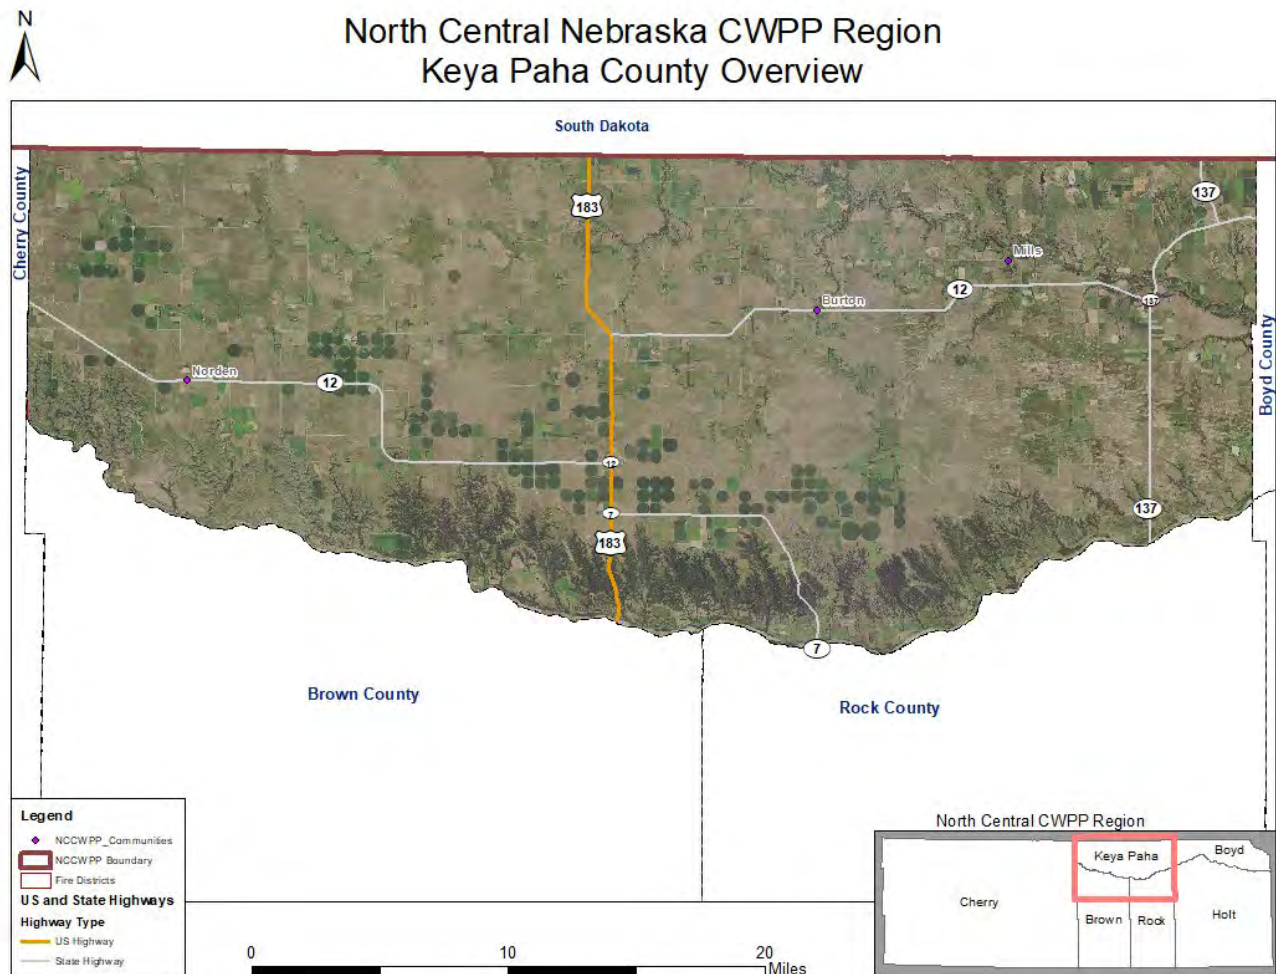 N
North Central Nebraska CWPP Region
Keya Paha County Overview
South Dakota
Cherry County
183
137
Mills
12
Burton
137
Boyd County
Norden
12
12
7
137
183
7
Brown County
Rock County
Legend
NCCWPP_Communities
NCCWPP Boundary
Fire Districts
US and State Highways
Highway Type
US Highway
State Highway
0 10 20
Miles
North Central CWPP Region
Keya Paha
Boyd
Cherry
Brown
Rock
Holt